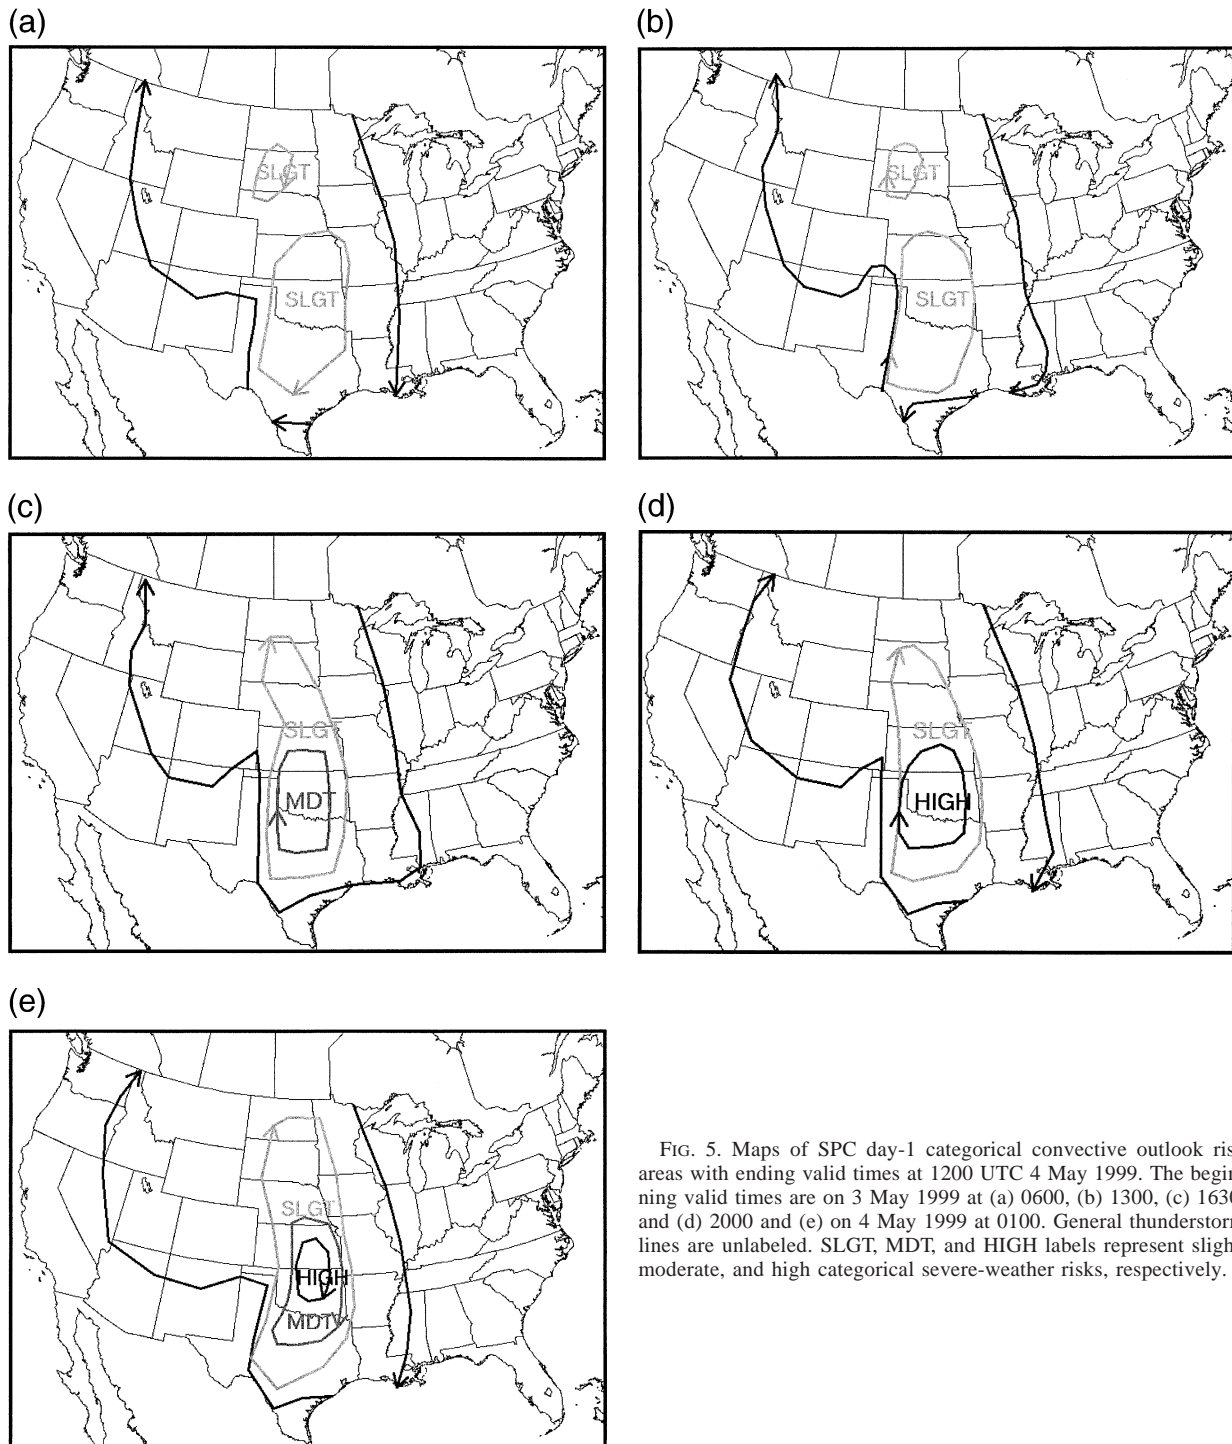 (a)
(b)
SLGT
SLGT
SLGT
SLGT
(c)
(d)
SLGT
MDT
SLGT
HIGH
(e)
SLGT
HIGH
MDT
FIG. 5. Maps of SPC day-1 categorical convective outlook ris
areas with ending valid times at 1200 UTC 4 May 1999. The begin
ning valid times are on 3 May 1999 at (a) 0600, (b) 1300, (c) 1630
and (d) 2000 and (e) on 4 May 1999 at 0100. General thunderstor
lines are unlabeled. SLGT, MDT, and HIGH labels represent sligh
moderate, and high categorical severe-weather risks, respectively.